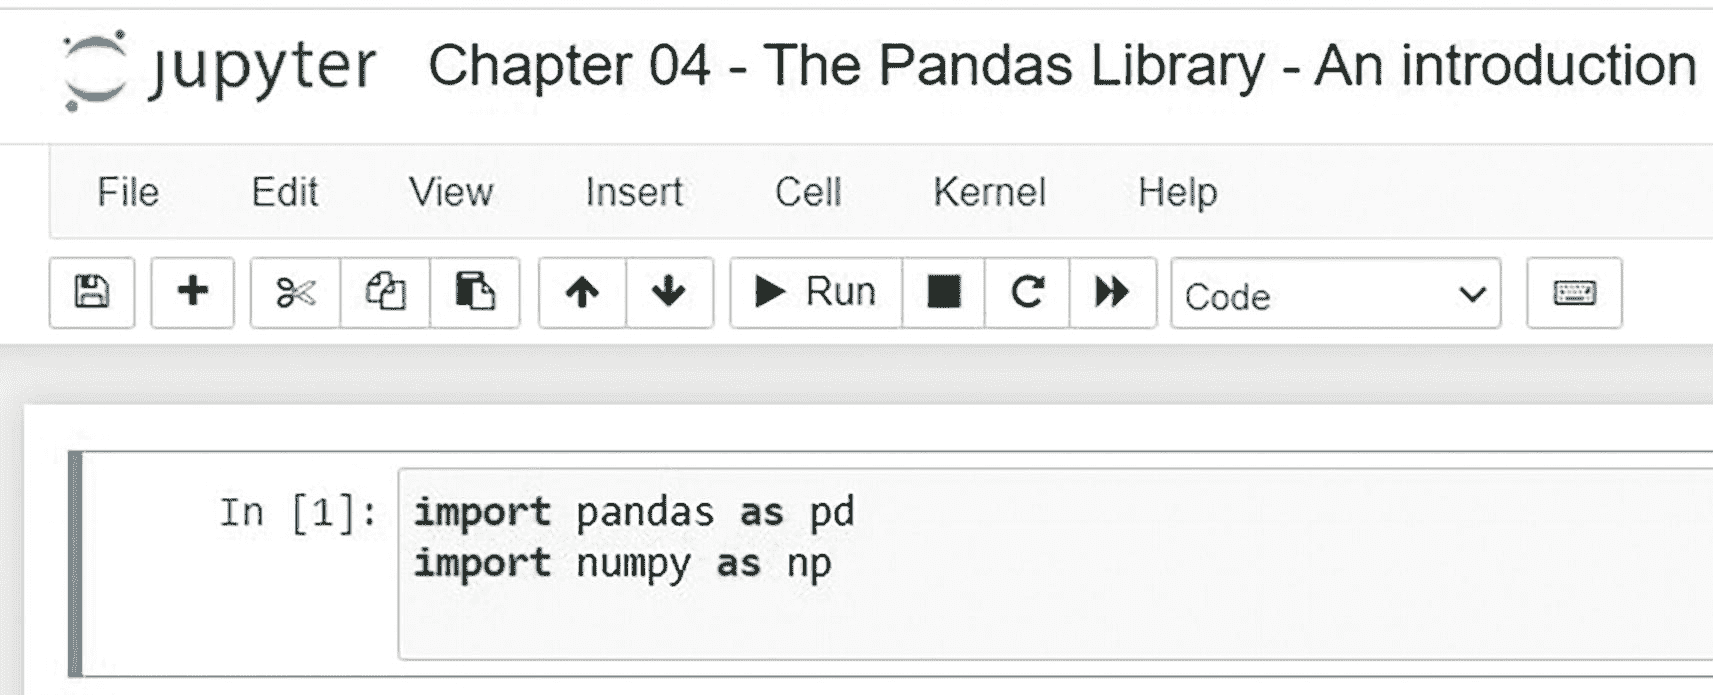 jupyter Chapter 04 - The Pandas Library - An introduction
File Edit View Insert Cell Kernel Help
Run Code
In [1]: import pandas as pd
import numpy as np